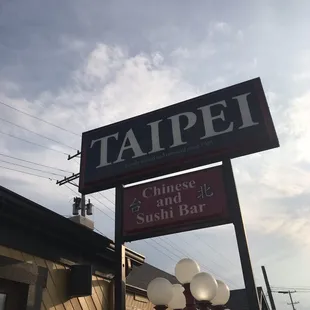 TAIPEI
台 Chinese 北
and
Sushi Bar